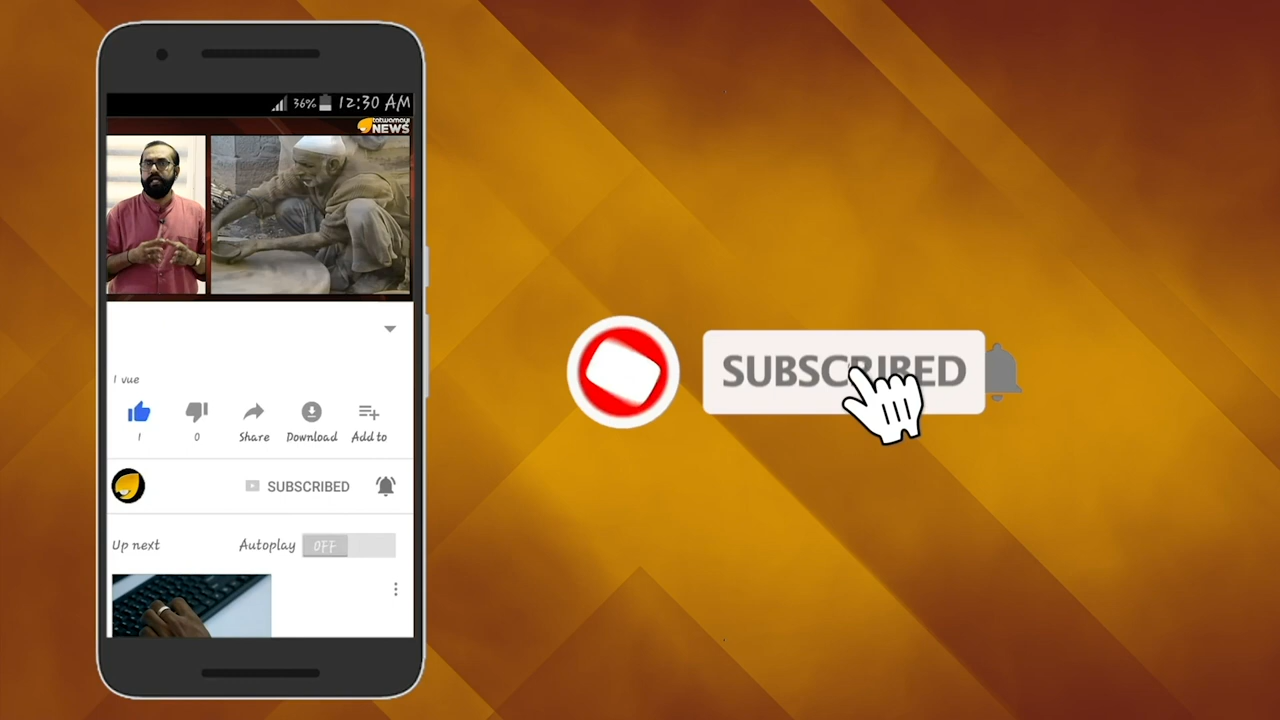 36% 12:30 AM
tatwamayi
NEWS
1 vue
1
0
Share
Download
Add to
SUBSCRIBED
Up next
Autoplay
OFF
SUBSCRIBED